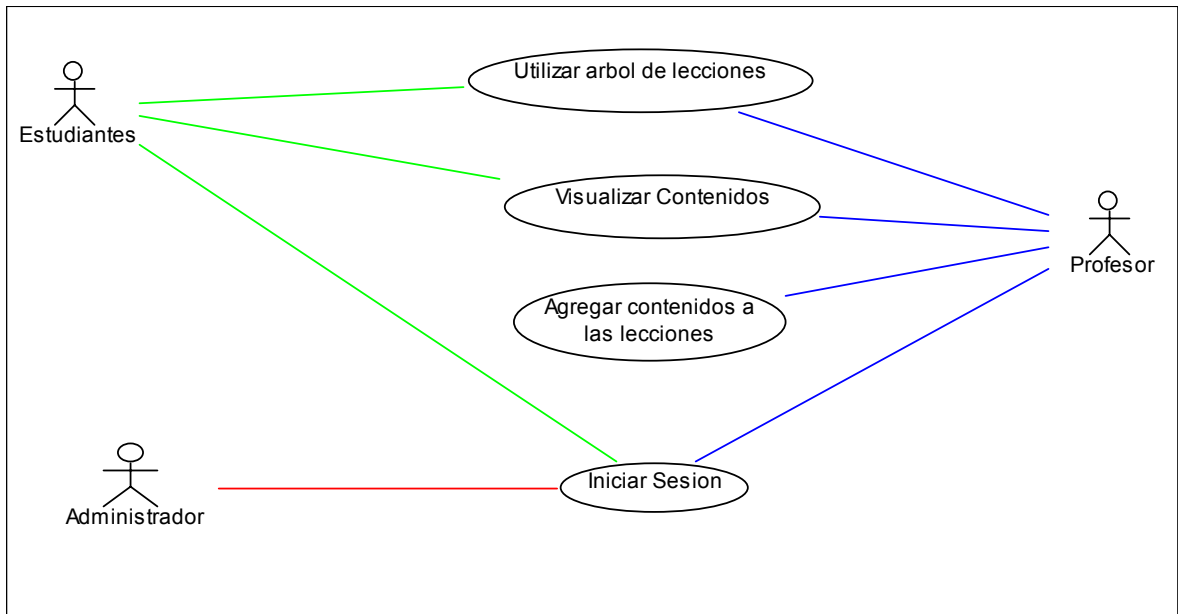 Utilizar arbol de lecciones
Estudiantes
Visualizar Contenidos
Profesor
Agregar contenidos a
las lecciones
Iniciar Sesion
Administrador